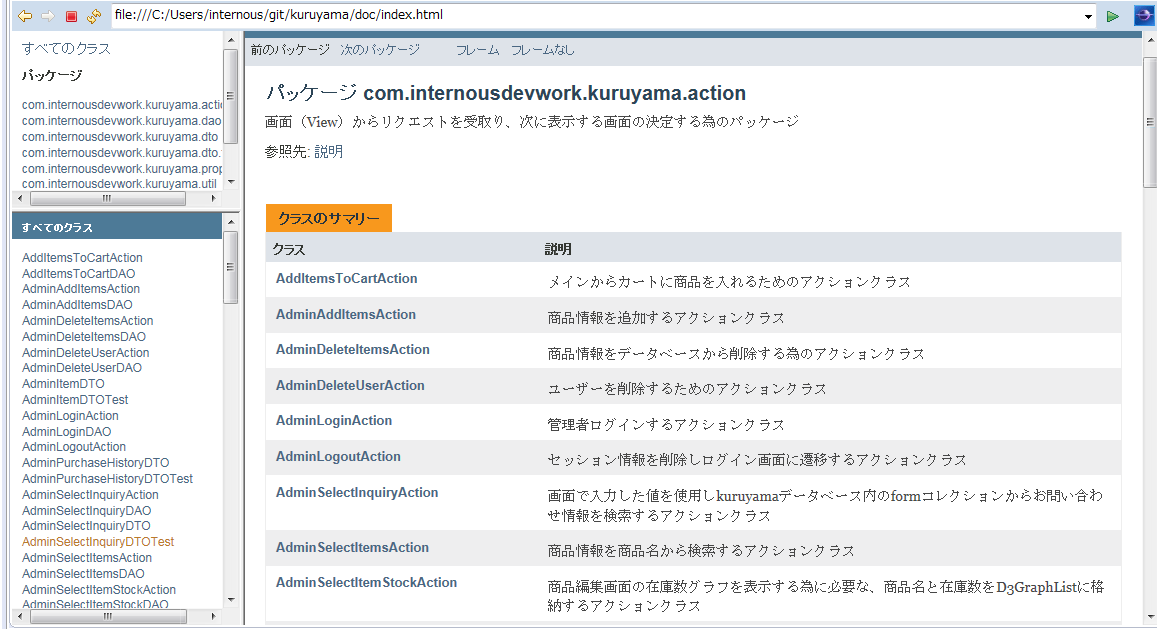 file:///C:/Users/internous/git/kuruyama/doc/index.html
すべてのクラス
パッケージ
com.internousdevwork.kuruyama.acti
com.internousdevwork.kuruyama.dao
com.internousdevwork.kuruyama.dto
com.internousdevwork.kuruyama.dto.
com.internousdevwork.kuruyama.prop
com.internousdevwork.kuruyama.util
すべてのクラス
AddItemsToCartAction
AddItemsToCartDAO
AdminAddItemsAction
AdminAddItemsDAO
AdminDeleteItemsAction
AdminDeleteItemsDAO
AdminDeleteUserAction
AdminDeleteUserDAO
AdminItemDTO
AdminItemDTOTest
AdminLoginAction
AdminLoginDAO
AdminLogoutAction
AdminPurchaseHistoryDTO
AdminPurchaseHistoryDTOTest
AdminSelectInquiryAction
AdminSelectInquiryDAO
AdminSelectInquiryDTO
AdminSelectInquiryDTOTest
AdminSelectItemsAction
AdminSelectItemsDAO
AdminSelectItemStockAction
AdminSelectItemStockDAO
前のパッケージ 次のパッケージ フレーム フレームなし
パッケージ com.internousdevwork.kuruyama.action
画面（View）からリクエストを受取り、次に表示する画面の決定する為のパッケージ
参照先: 説明
クラスのサマリー
クラス 説明
AddItemsToCartAction メインからカートに商品を入れるためのアクションクラス
AdminAddItemsAction 商品情報を追加するアクションクラス
AdminDeleteItemsAction 商品情報をデータベースから削除する為のアクションクラス
AdminDeleteUserAction ユーザーを削除するためのアクションクラス
AdminLoginAction 管理者ログインするアクションクラス
AdminLogoutAction セッション情報を削除しログイン画面に遷移するアクションクラス
AdminSelectInquiryAction 画面で入力した値を使用しkuruyamaデータベース内のformコレクションからお問い合わ
せ情報を検索するアクションクラス
AdminSelectItemsAction 商品情報を商品名から検索するアクションクラス
AdminSelectItemStockAction 商品編集画面の在庫数グラフを表示する為に必要な、商品名と在庫数をD3GraphListに格
納するアクションクラス